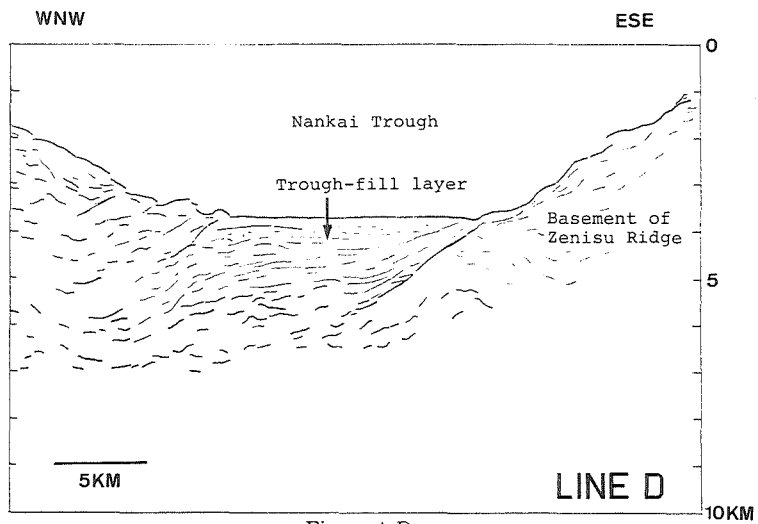 WNW
ESE
0
Nankai Trough
Trough-fill layer
Basement of
Zenisu Ridge
5
5KM
LINE D
10KM